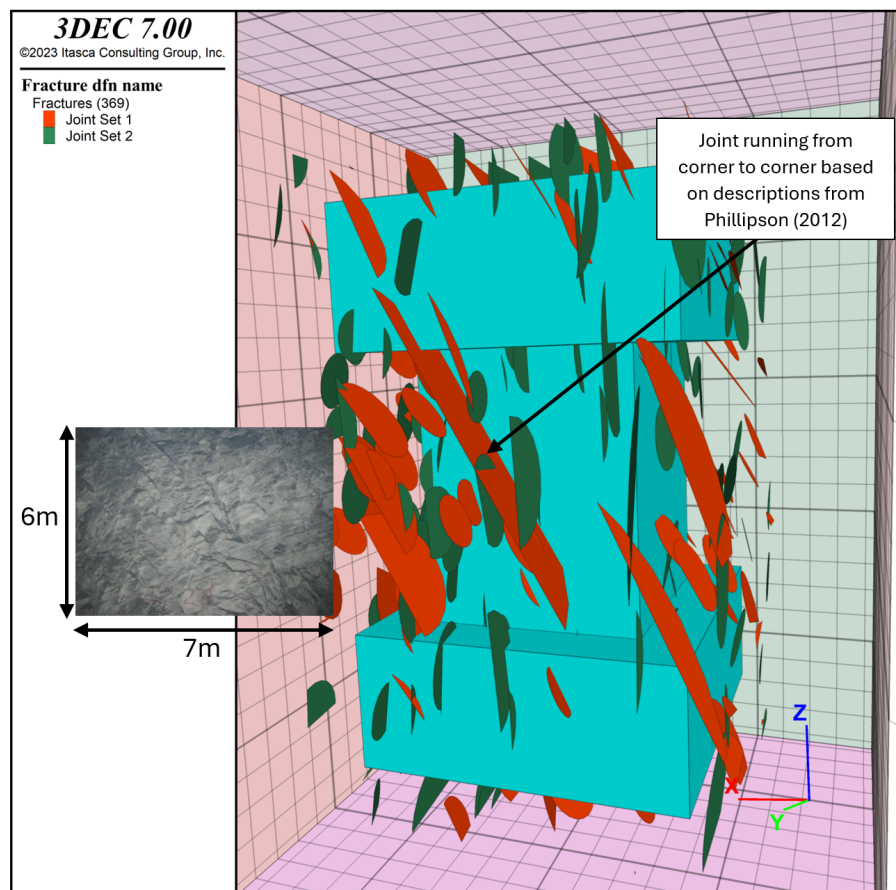 3DEC 7.00
©2023 Itasca Consulting Group, Inc.
Fracture dfn name
Fractures (369)
Joint Set 1
Joint Set 2
Joint running from
corner to corner based
on descriptions from
Phillipson (2012)
6m
7m
Z
X
Y